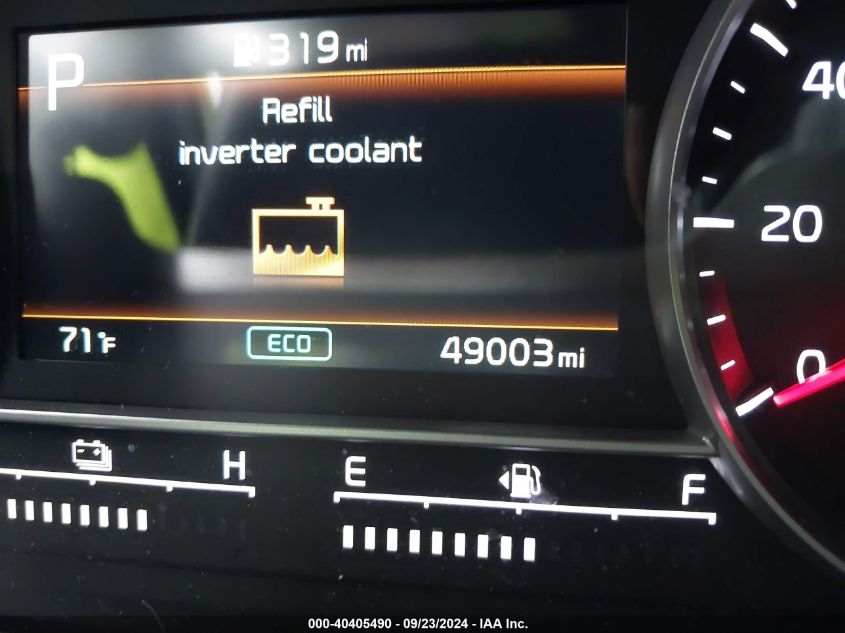 319 mi
P
Refill
inverter coolant
71°F
ECO
49003 mi
H
E
F
40
20
0
000-40405490 - 09/23/2024 - IAA Inc.